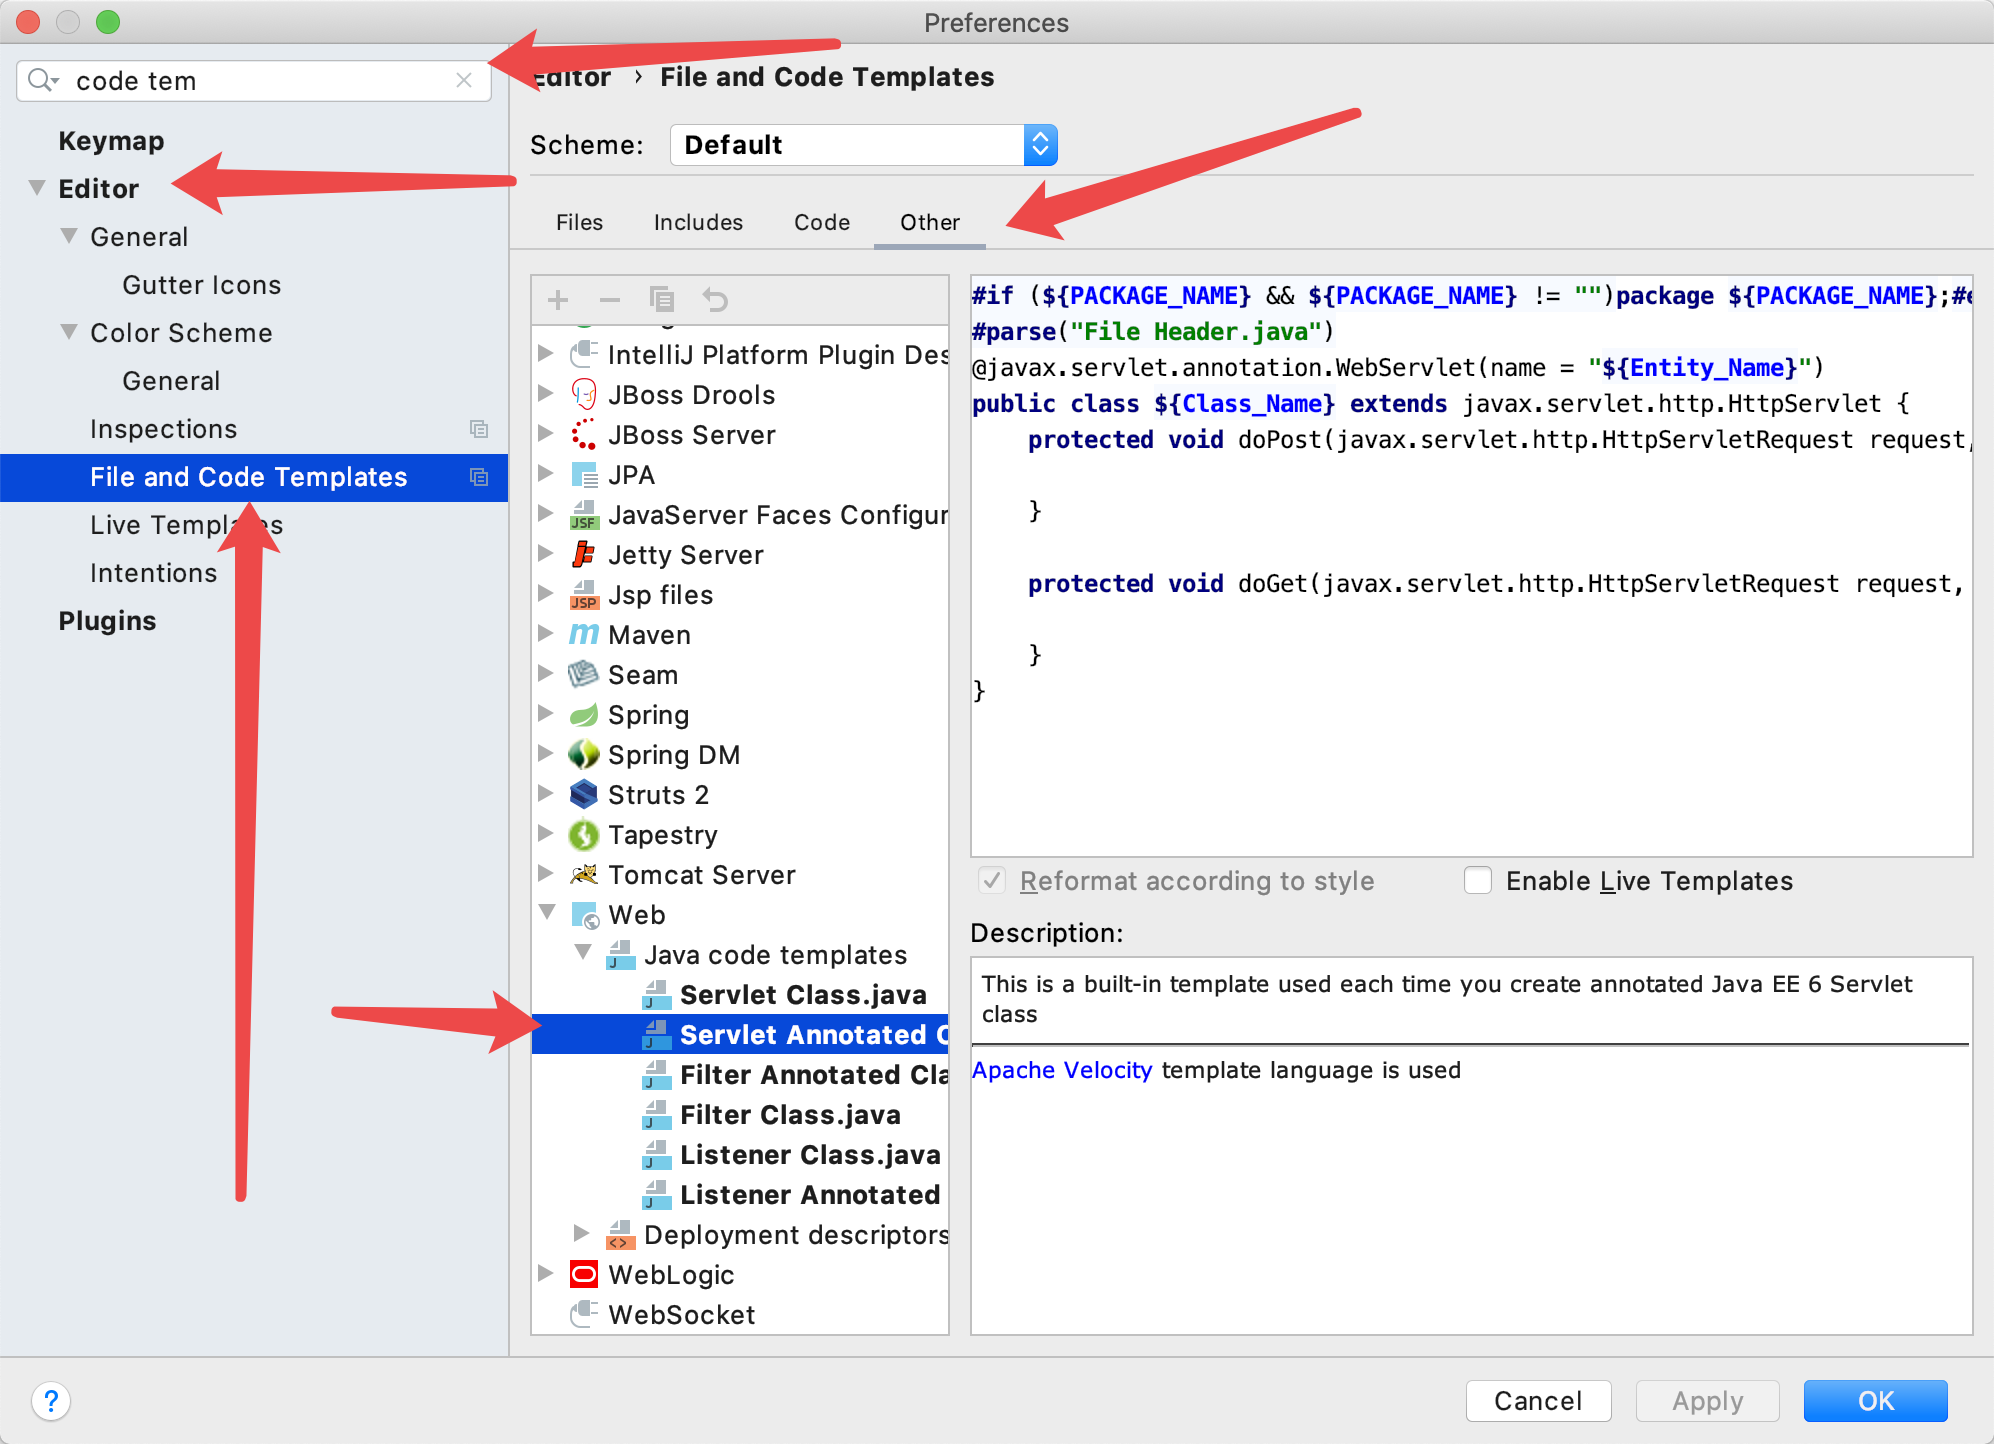 Preferences
code tem
Keymap
Editor
General
Gutter Icons
Color Scheme
General
Inspections
File and Code Templates
Live Templates
Intentions
Plugins
Editor › File and Code Templates
Scheme: Default
Files Includes Code Other
IntelliJ Platform Plugin Des
JBoss Drools
JBoss Server
JPA
JavaServer Faces Configur
Jetty Server
Jsp files
Maven
Seam
Spring
Spring DM
Struts 2
Tapestry
Tomcat Server
Web
Java code templates
Servlet Class.java
Servlet Annotated C
Filter Annotated Cla
Filter Class.java
Listener Class.java
Listener Annotated
Deployment descriptors
WebLogic
WebSocket
#if (${PACKAGE_NAME} && ${PACKAGE_NAME} != "")package ${PACKAGE_NAME};#e
#parse("File Header.java")
@javax.servlet.annotation.WebServlet(name = "${Entity_Name}")
public class ${Class_Name} extends javax.servlet.http.HttpServlet {
protected void doPost(javax.servlet.http.HttpServletRequest request,
}
protected void doGet(javax.servlet.http.HttpServletRequest request,
}
}
Reformat according to style
Enable Live Templates
Description:
This is a built-in template used each time you create annotated Java EE 6 Servlet
class
Apache Velocity template language is used
?
Cancel
Apply
OK